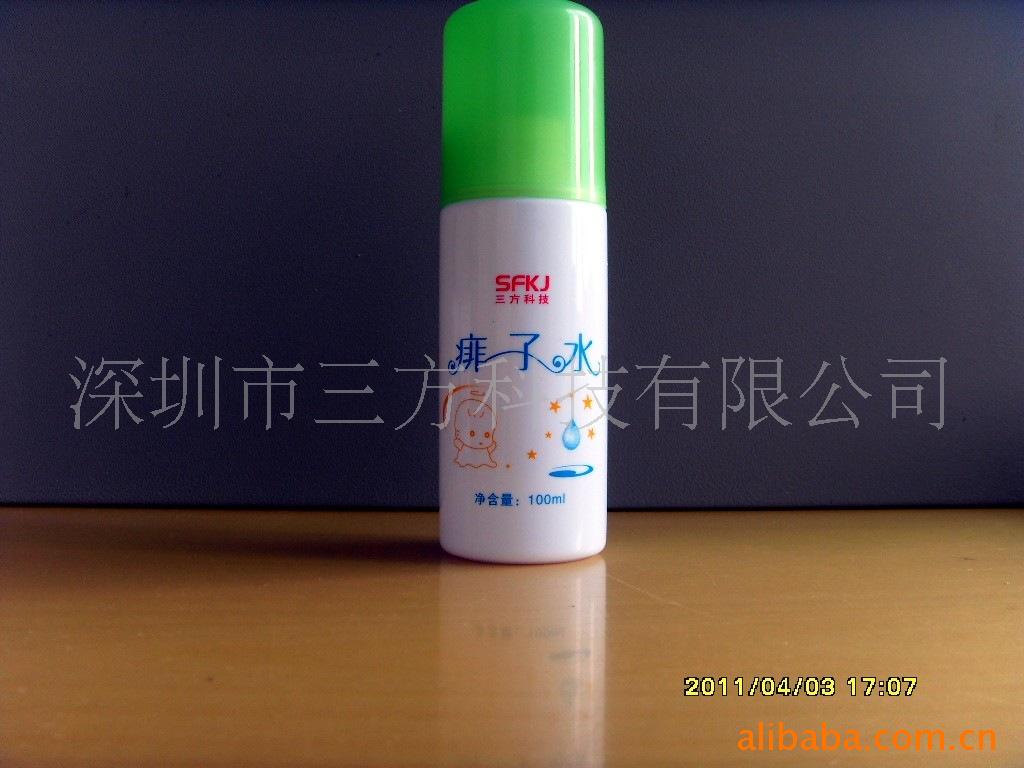 SFKJ
三方科技
痱子水
深圳市三方科技有限公司
净含量：100ml
2011/04/03 17:07
alibaba.com.cn